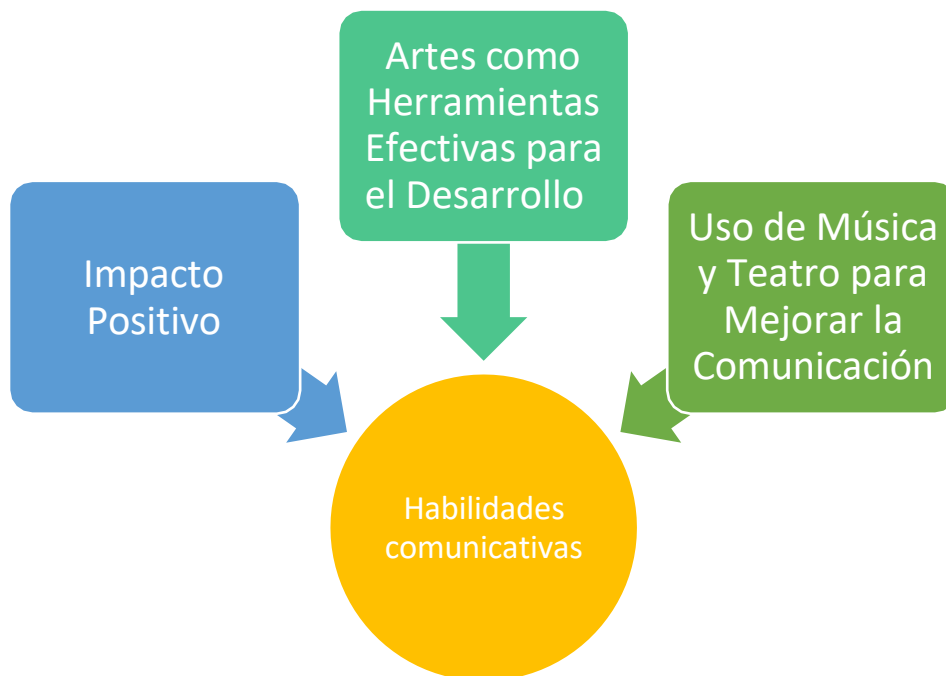 Artes como
Herramientas
Efectivas para
el Desarrollo
Impacto
Positivo
Uso de Música
y Teatro para
Mejorar la
Comunicación
Habilidades
comunicativas